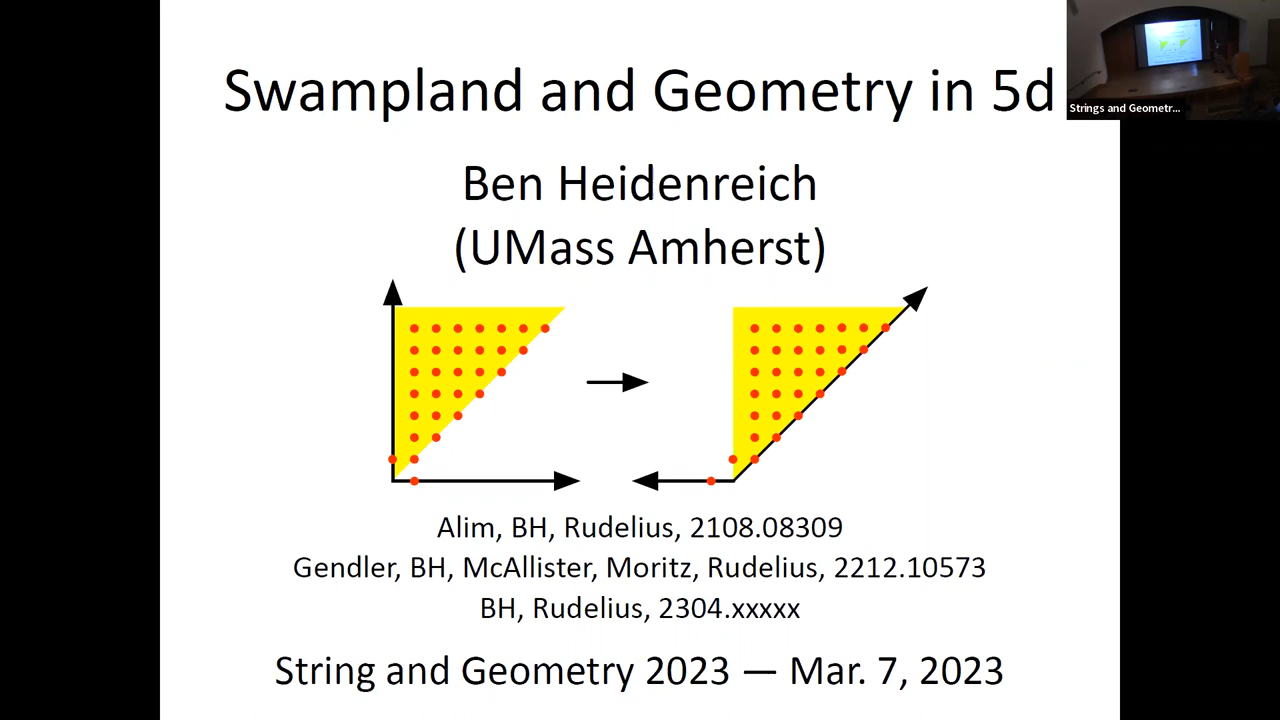 Swampland and Geometry in 5d
Strings and Geometr...
Ben Heidenreich
(UMass Amherst)
Alim, BH, Rudelius, 2108.08309
Gendler, BH, McAllister, Moritz, Rudelius, 2212.10573
BH, Rudelius, 2304.xxxxx
String and Geometry 2023 — Mar. 7, 2023